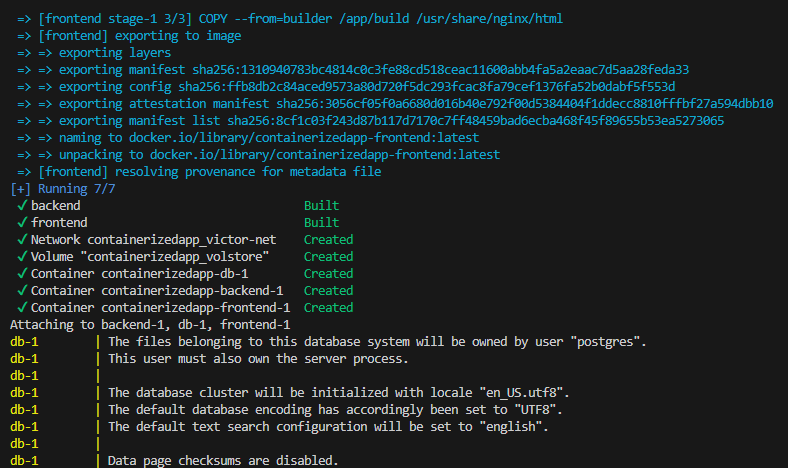 => [frontend stage-1 3/3] COPY --from=builder /app/build /usr/share/nginx/html
=> [frontend] exporting to image
=> => exporting layers
=> => exporting manifest sha256:1310940783bc4814c0c3fe88cd518ceac11600abb4fa5a2eaac7d5aa28feda33
=> => exporting config sha256:ffb8db2c84aced9573a80d720f5dc293fcac8fa79cef1376fa52b0dabf5f553d
=> => exporting attestation manifest sha256:3056cf05f0a6680d016b40e792f00d5384404f1ddecc8810fffbf27a594dbb10
=> => exporting manifest list sha256:8cf1c03f243d87b117d7170c7ff48459bad6ecba468f45f89655b53ea5273065
=> => naming to docker.io/library/containerizedapp-frontend:latest
=> => unpacking to docker.io/library/containerizedapp-frontend:latest
=> [frontend] resolving provenance for metadata file
[+] Running 7/7
✓ backend Built
✓ frontend Built
✓ Network containerizedapp_victor-net Created
✓ Volume "containerizedapp_volstore" Created
✓ Container containerizedapp-db-1 Created
✓ Container containerizedapp-backend-1 Created
✓ Container containerizedapp-frontend-1 Created
Attaching to backend-1, db-1, frontend-1
db-1 | The files belonging to this database system will be owned by user "postgres".
db-1 | This user must also own the server process.
db-1 |
db-1 | The database cluster will be initialized with locale "en_US.utf8".
db-1 | The default database encoding has accordingly been set to "UTF8".
db-1 | The default text search configuration will be set to "english".
db-1 |
db-1 | Data page checksums are disabled.